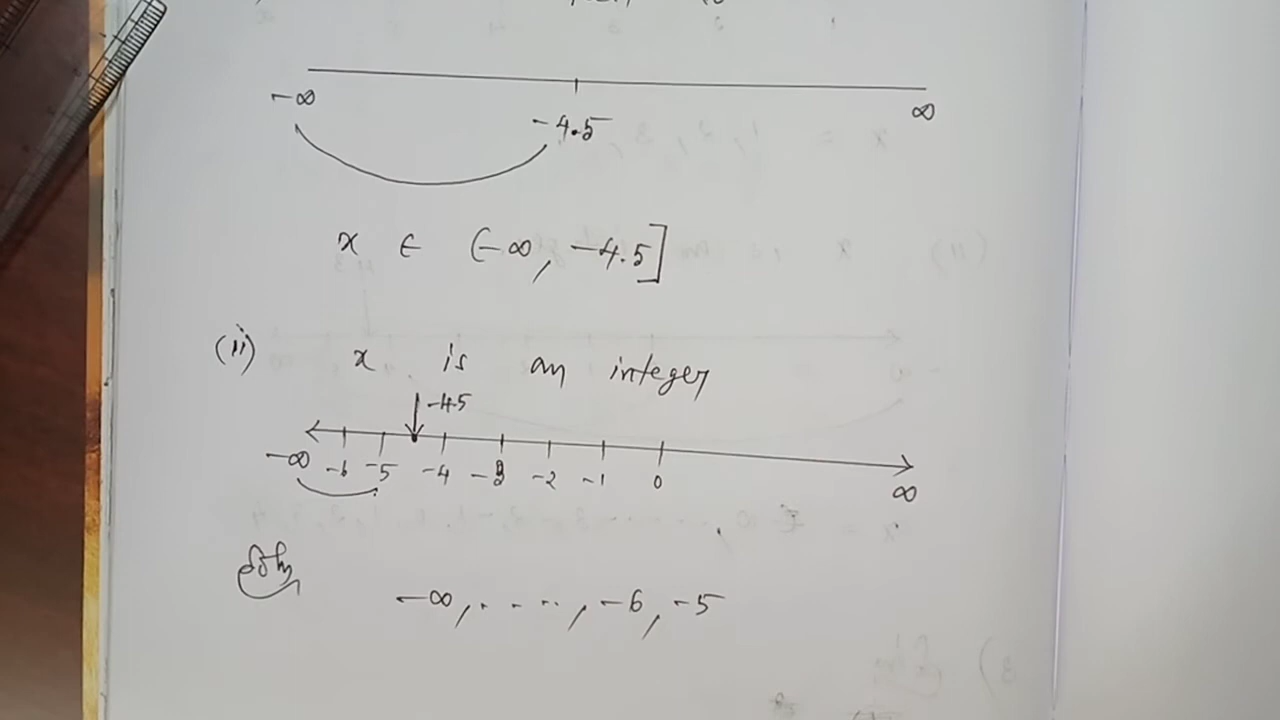 -∞ -4.5 ∞
x ∈ (-∞, -4.5]
(ii) x is an integer
-4.5
-∞ -6 -5 -4 -3 -2 -1 0 ∞
Soln
-∞, . - - .. , -6, -5